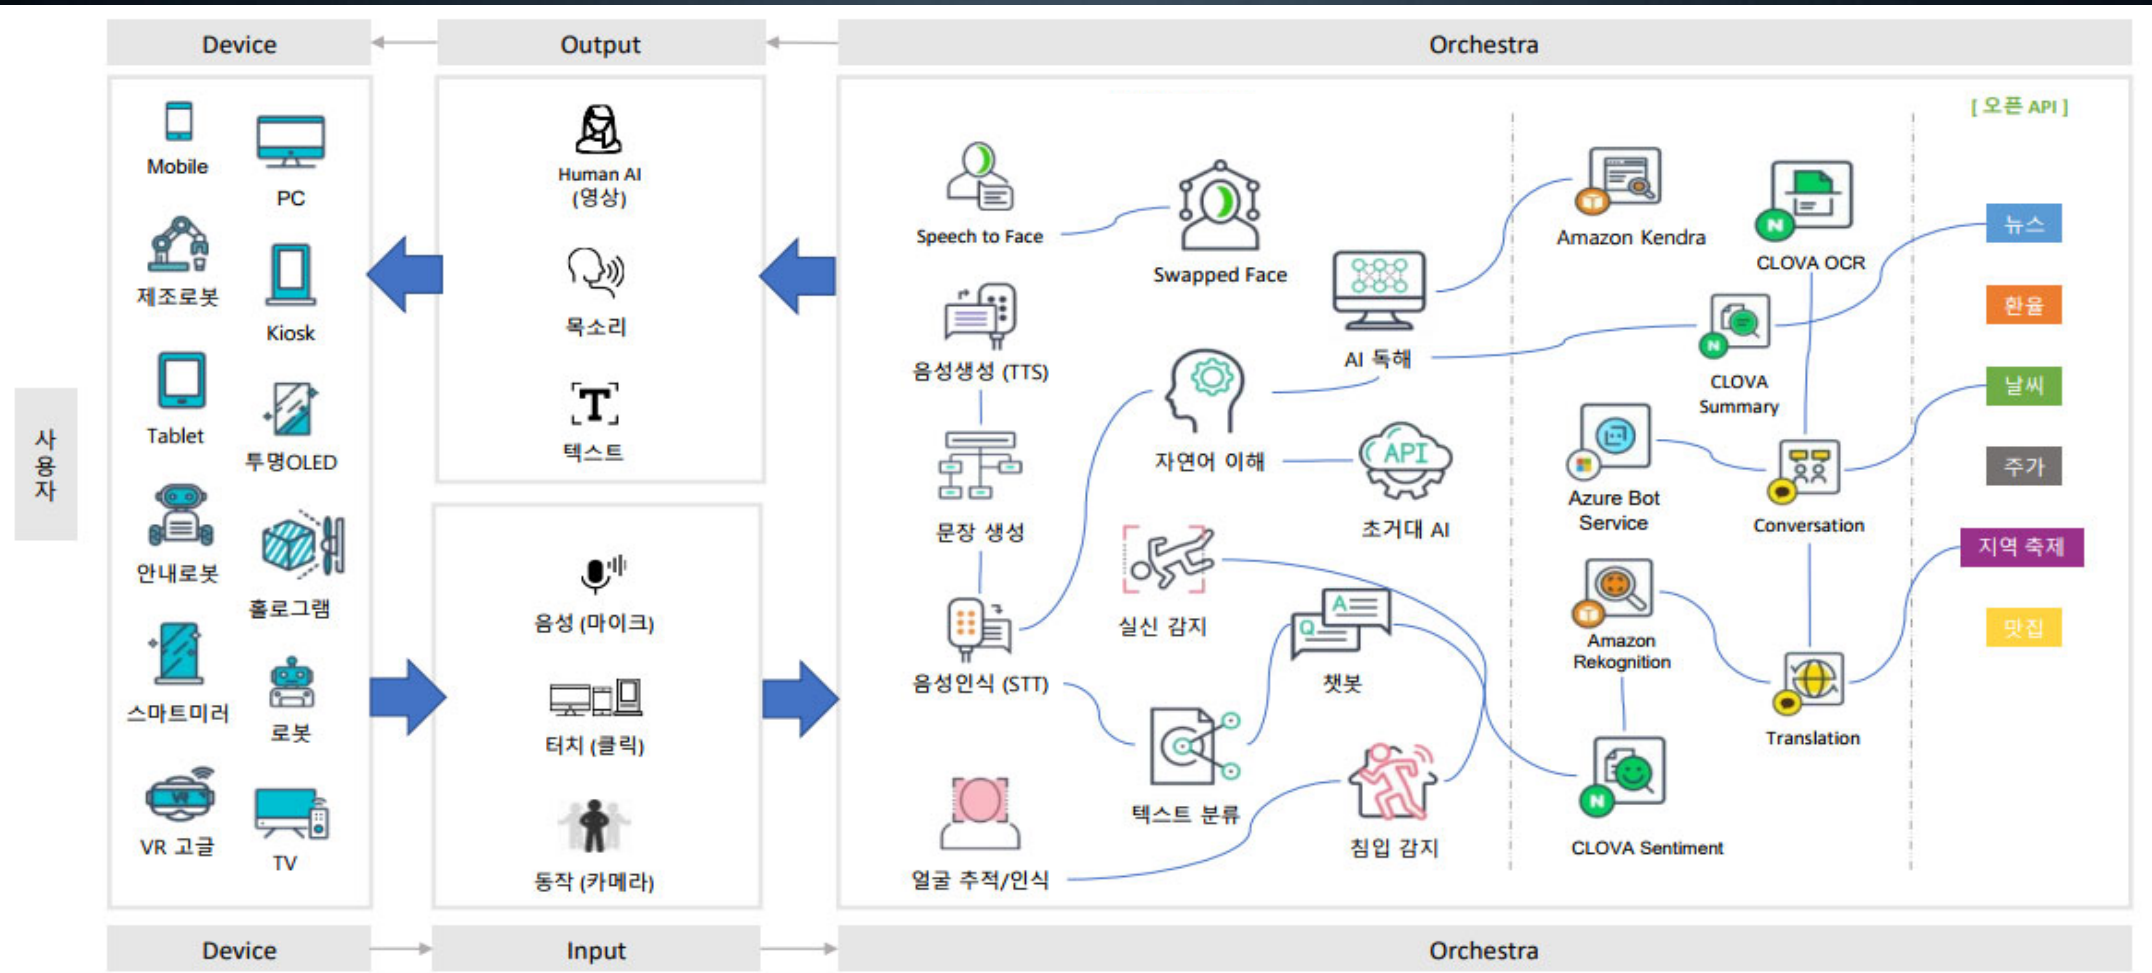 Device
Output
Orchestra
사용자
Mobile
PC
제조로봇
Kiosk
Tablet
투명OLED
안내로봇
홀로그램
스마트미러
로봇
VR
VR 고글
TV
Human AI
(영상)
목소리
T
텍스트
음성 (마이크)
터치 (클릭)
동작 (카메라)
Speech to Face
Swapped Face
음성생성 (TTS)
AI 독해
문장 생성
자연어 이해
API
초거대 AI
실신 감지
음성인식 (STT)
A
Q
챗봇
텍스트 분류
얼굴 추적/인식
침입 감지
Amazon Kendra
N
CLOVA OCR
N
CLOVA
Summary
Azure Bot
Service
Conversation
Amazon
Rekognition
Translation
N
CLOVA Sentiment
[ 오픈 API ]
뉴스
환율
날씨
주가
지역 축제
맛집
Device
Input
Orchestra